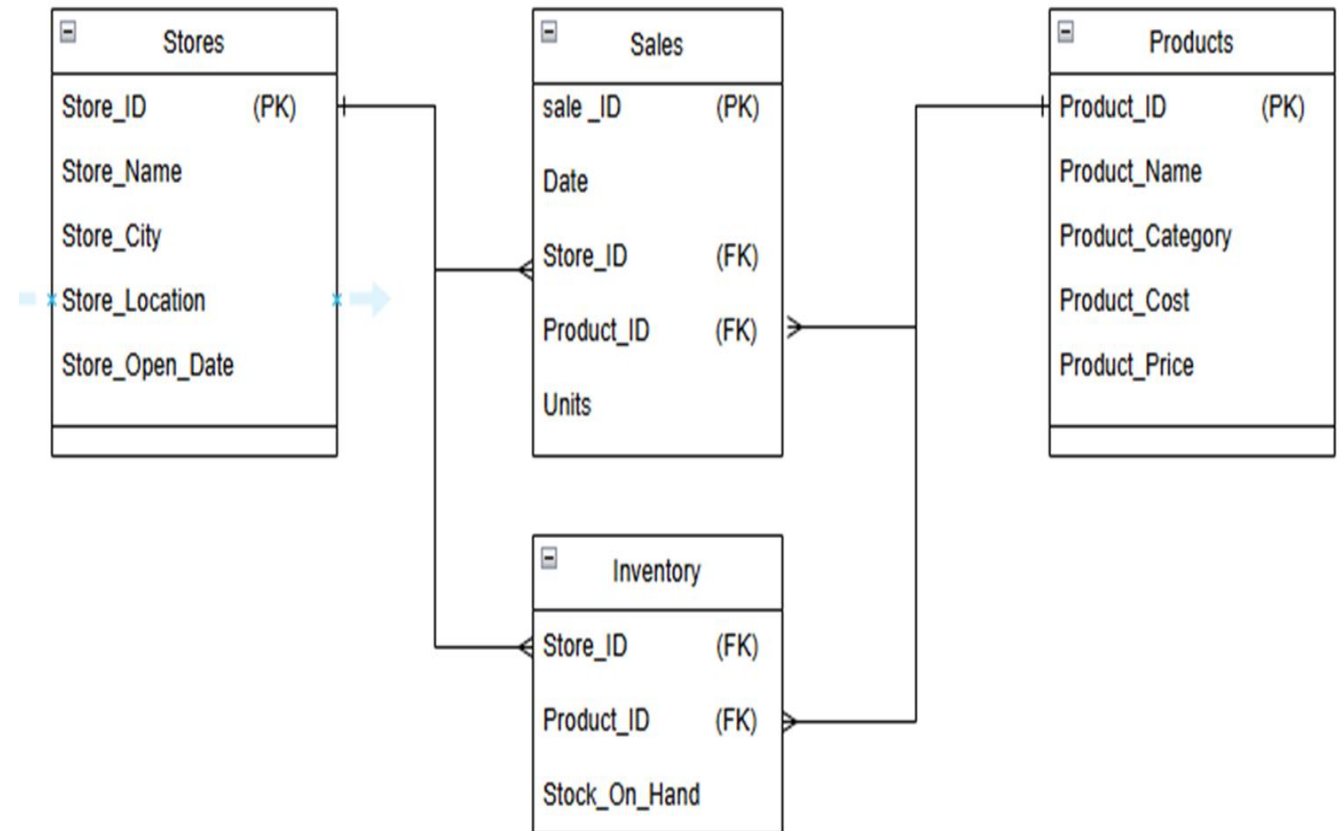 Stores
Store_ID (PK)
Store_Name
Store_City
Store_Location
Store_Open_Date
Sales
sale _ID (PK)
Date
Store_ID (FK)
Product_ID (FK)
Units
Products
Product_ID (PK)
Product_Name
Product_Category
Product_Cost
Product_Price
Inventory
Store_ID (FK)
Product_ID (FK)
Stock_On_Hand